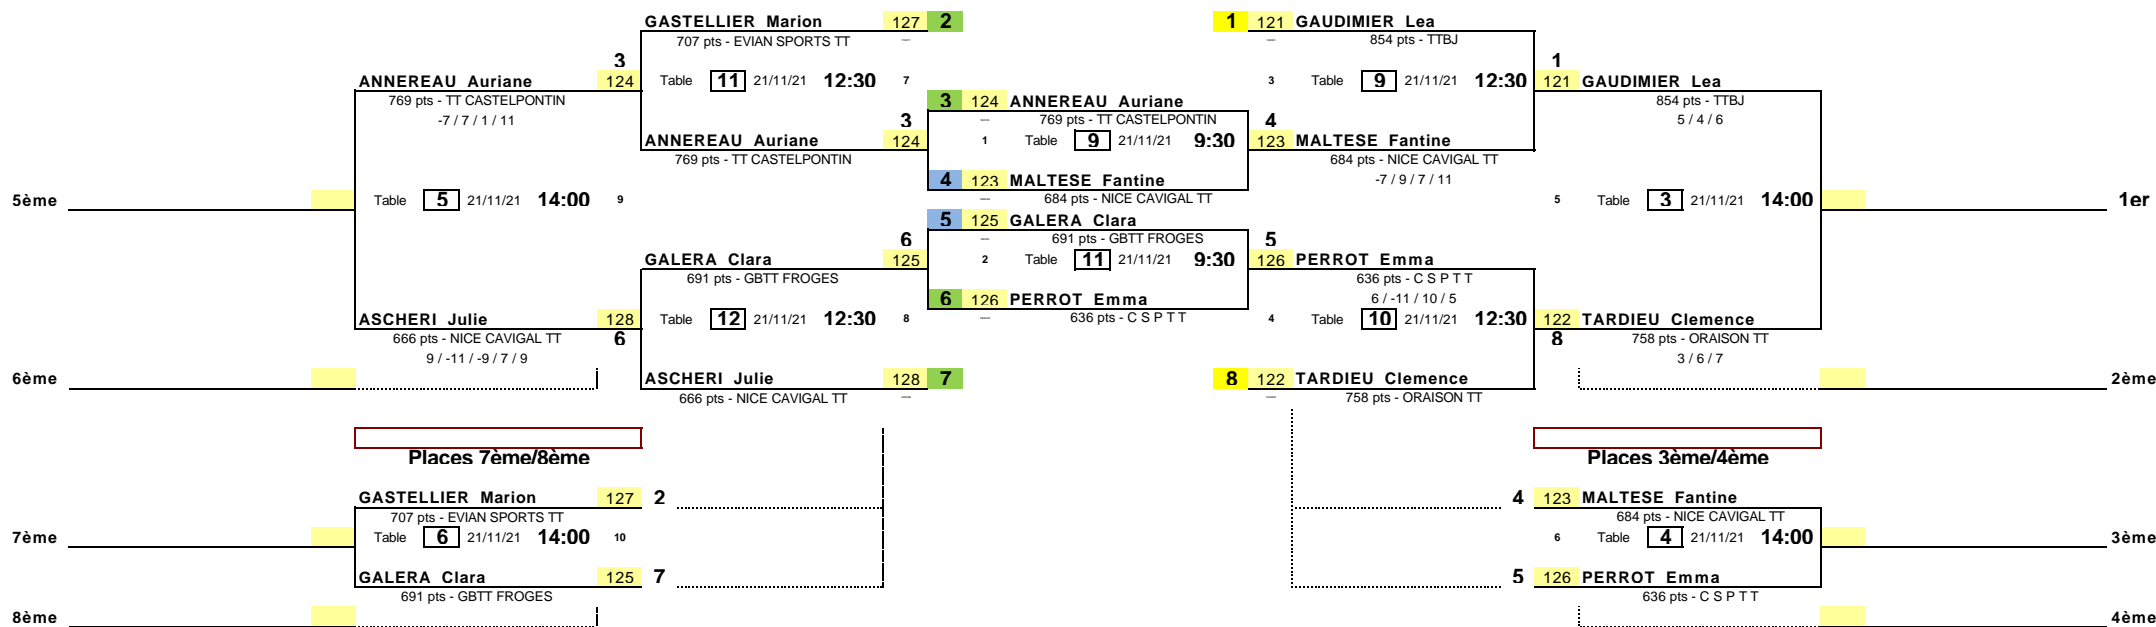 GASTELLIER Marion 127 2 1 121 GAUDIMIER Lea
707 pts - EVIAN SPORTS TT 854 pts - TTBJ
3 1
ANNEREAU Auriane 124 Table 11 21/11/21 12:30 7 3 Table 9 21/11/21 12:30 121 GAUDIMIER Lea
769 pts - TT CASTELPONTIN 3 124 ANNEREAU Auriane 854 pts - TTBJ
-7 / 7 / 1 / 11 3 769 pts - TT CASTELPONTIN 4 5 / 4 / 6
ANNEREAU Auriane 124 1 Table 9 21/11/21 9:30 123 MALTESE Fantine
769 pts - TT CASTELPONTIN 684 pts - NICE CAVIGAL TT
4 123 MALTESE Fantine -7 / 9 / 7 / 11
5ème Table 5 21/11/21 14:00 9 684 pts - NICE CAVIGAL TT 5 Table 3 21/11/21 14:00 1er
5 125 GALERA Clara
6 691 pts - GBTT FROGES 5
GALERA Clara 125 2 Table 11 21/11/21 9:30 126 PERROT Emma
691 pts - GBTT FROGES 636 pts - C S P T T
6 126 PERROT Emma 6 / -11 / 10 / 5
ASCHERI Julie 128 Table 12 21/11/21 12:30 8 636 pts - C S P T T 4 Table 10 21/11/21 12:30 122 TARDIEU Clemence
666 pts - NICE CAVIGAL TT 6 8 758 pts - ORAISON TT
9 / -11 / -9 / 7 / 9 3 / 6 / 7
6ème ASCHERI Julie 128 7 8 122 TARDIEU Clemence 2ème
666 pts - NICE CAVIGAL TT 758 pts - ORAISON TT
Places 7ème/8ème Places 3ème/4ème
GASTELLIER Marion 127 2 4 123 MALTESE Fantine
707 pts - EVIAN SPORTS TT 684 pts - NICE CAVIGAL TT
7ème Table 6 21/11/21 14:00 10 6 Table 4 21/11/21 14:00 3ème
GALERA Clara 125 7 5 126 PERROT Emma
691 pts - GBTT FROGES 636 pts - C S P T T
8ème 4ème